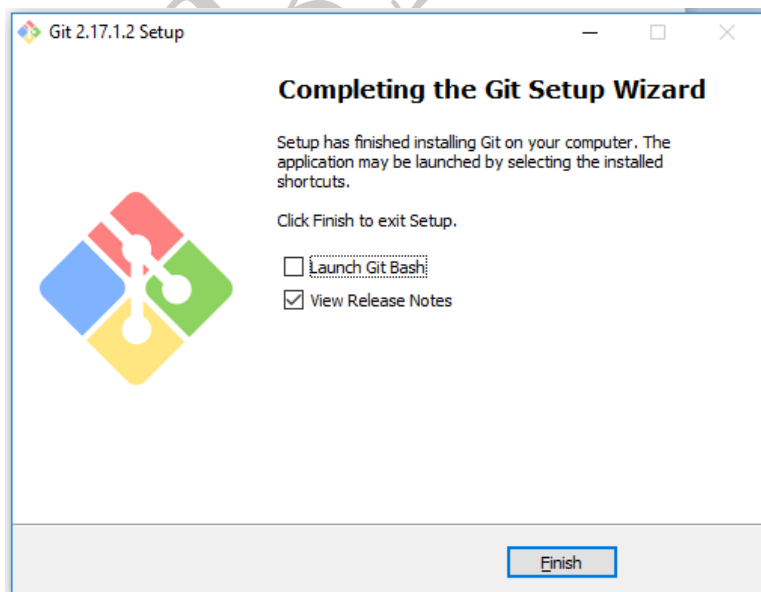 Git 2.17.1.2 Setup
Completing the Git Setup Wizard
Setup has finished installing Git on your computer. The
application may be launched by selecting the installed
shortcuts.
Click Finish to exit Setup.
Launch Git Bash
View Release Notes
Finish